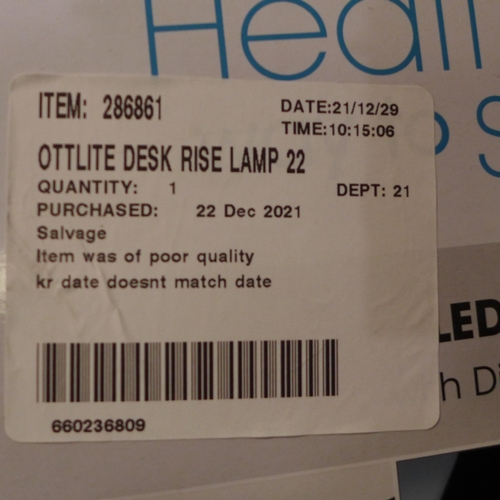 ITEM: 286861
DATE:21/12/29
TIME:10:15:06
OTTLITE DESK RISE LAMP 22
QUANTITY: 1
DEPT: 21
PURCHASED: 22 Dec 2021
Salvage
Item was of poor quality
kr date doesnt match date
660236809
LED